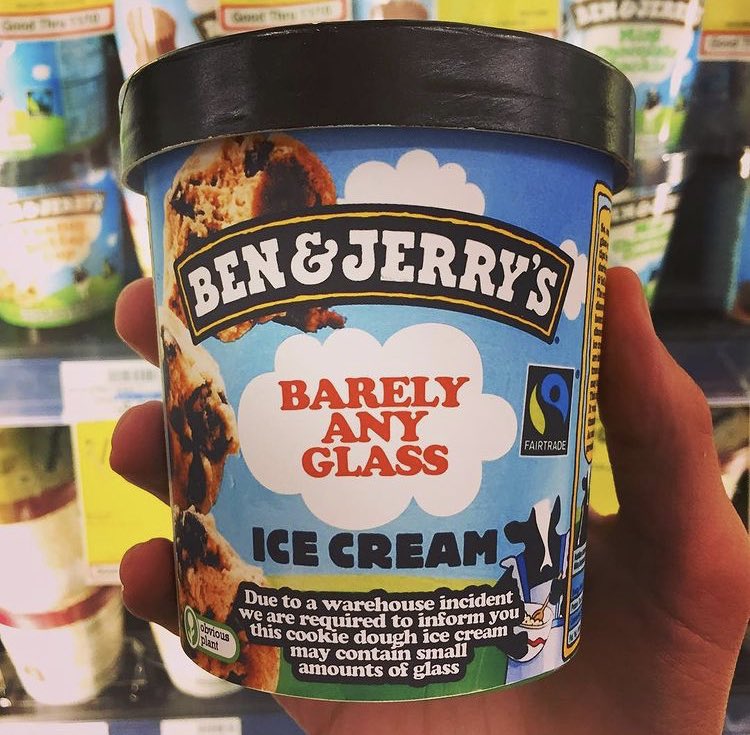 BEN & JERRY'S
BARELY
ANY
GLASS
FAIRTRADE
ICE CREAM
Due to a warehouse incident
we are required to inform you
this cookie dough ice cream
may contain small
amounts of glass
obvious
plant